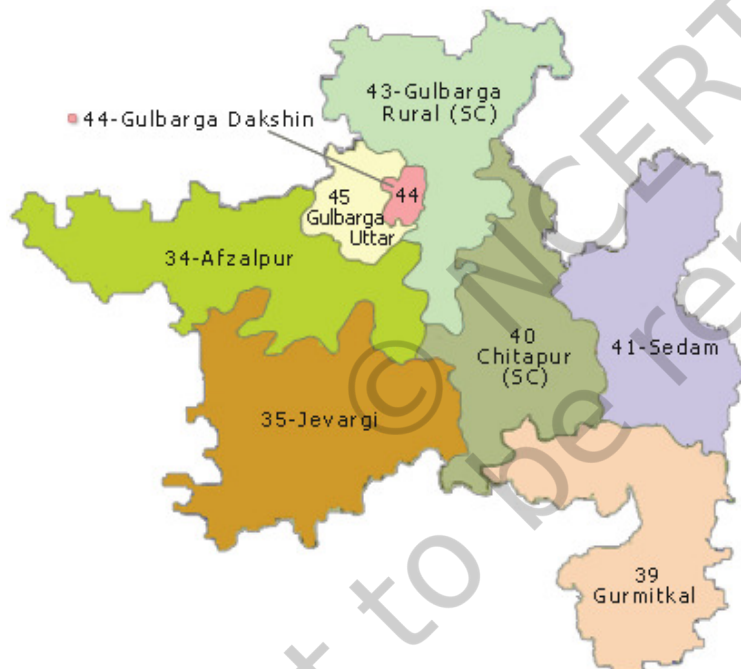 43-Gulbarga
Rural (SC)
44-Gulbarga Dakshin
45
Gulbarga
Uttar
44
34-Afzalpur
40
Chitapur
(SC)
41-Sedam
35-Jevargi
39
Gurmitkal
© NCERT
not to be re